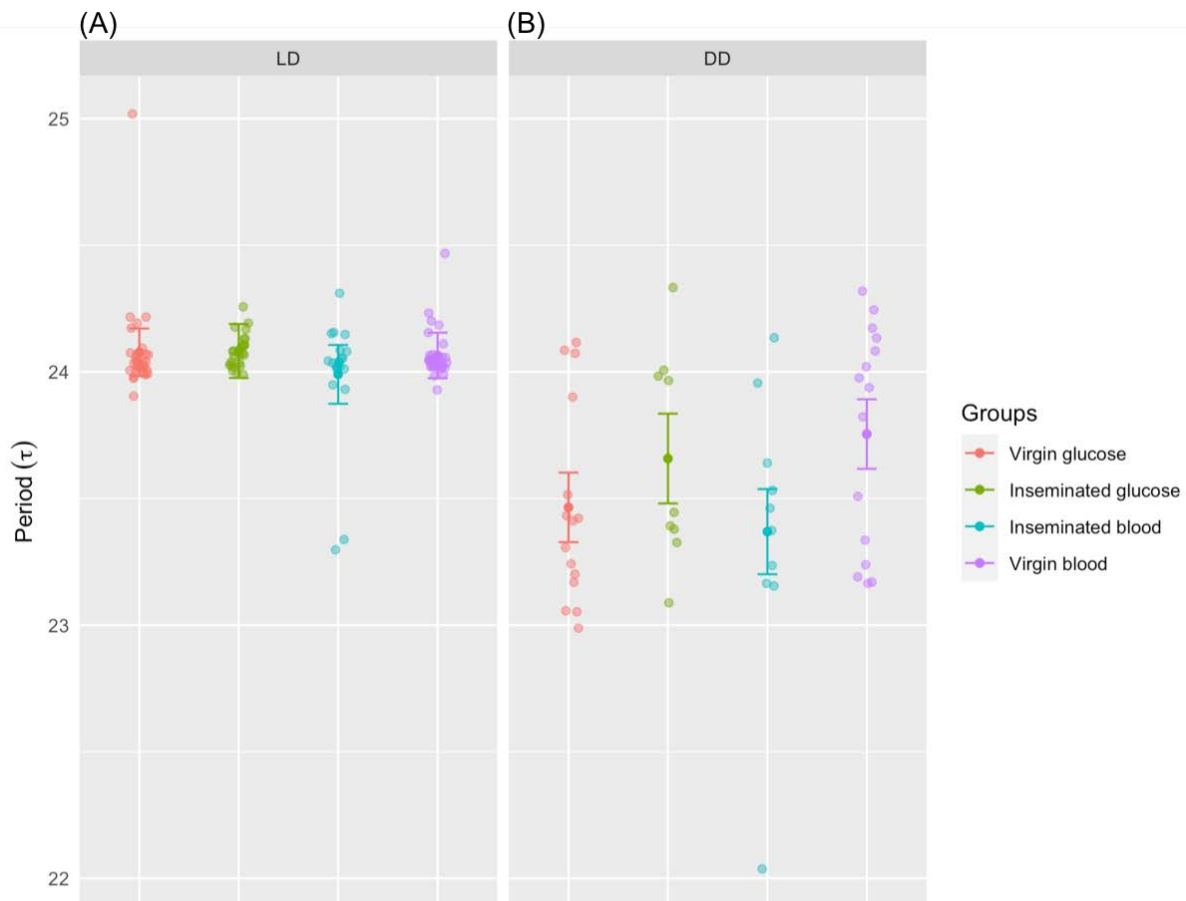 (A) (B)
LD DD
25
24
23
22
Period (τ)
Groups
Virgin glucose
Inseminated glucose
Inseminated blood
Virgin blood